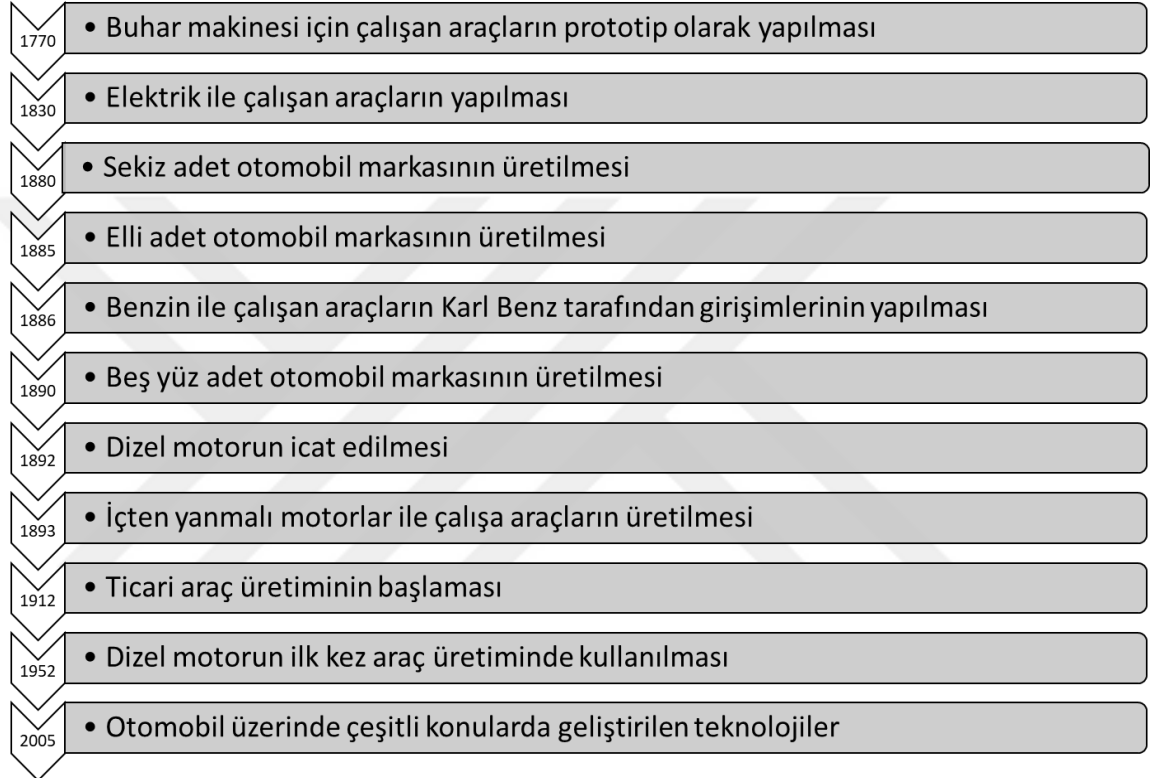 1770 • Buhar makinesi için çalışan araçların prototip olarak yapılması
1830 • Elektrik ile çalışan araçların yapılması
1880 • Sekiz adet otomobil markasının üretilmesi
1885 • Elli adet otomobil markasının üretilmesi
1886 • Benzin ile çalışan araçların Karl Benz tarafından girişimlerinin yapılması
1890 • Beş yüz adet otomobil markasının üretilmesi
1892 • Dizel motorun icat edilmesi
1893 • İçten yanmalı motorlar ile çalışa araçların üretilmesi
1912 • Ticari araç üretiminin başlaması
1952 • Dizel motorun ilk kez araç üretiminde kullanılması
2005 • Otomobil üzerinde çeşitli konularda geliştirilen teknolojiler